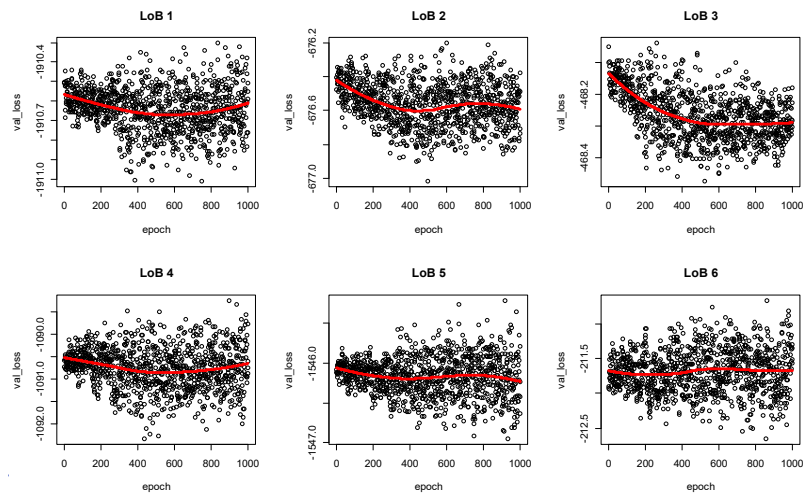 LoB 1
val_loss
-1910.4
-1910.7
-1911.0
0 200 400 600 800 1000
epoch
LoB 2
val_loss
-676.2
-676.6
-677.0
0 200 400 600 800 1000
epoch
LoB 3
val_loss
-468.2
-468.4
0 200 400 600 800 1000
epoch
LoB 4
val_loss
-1090.0
-1091.0
-1092.0
0 200 400 600 800 1000
epoch
LoB 5
val_loss
-1546.0
-1547.0
0 200 400 600 800 1000
epoch
LoB 6
val_loss
-211.5
-212.5
0 200 400 600 800 1000
epoch